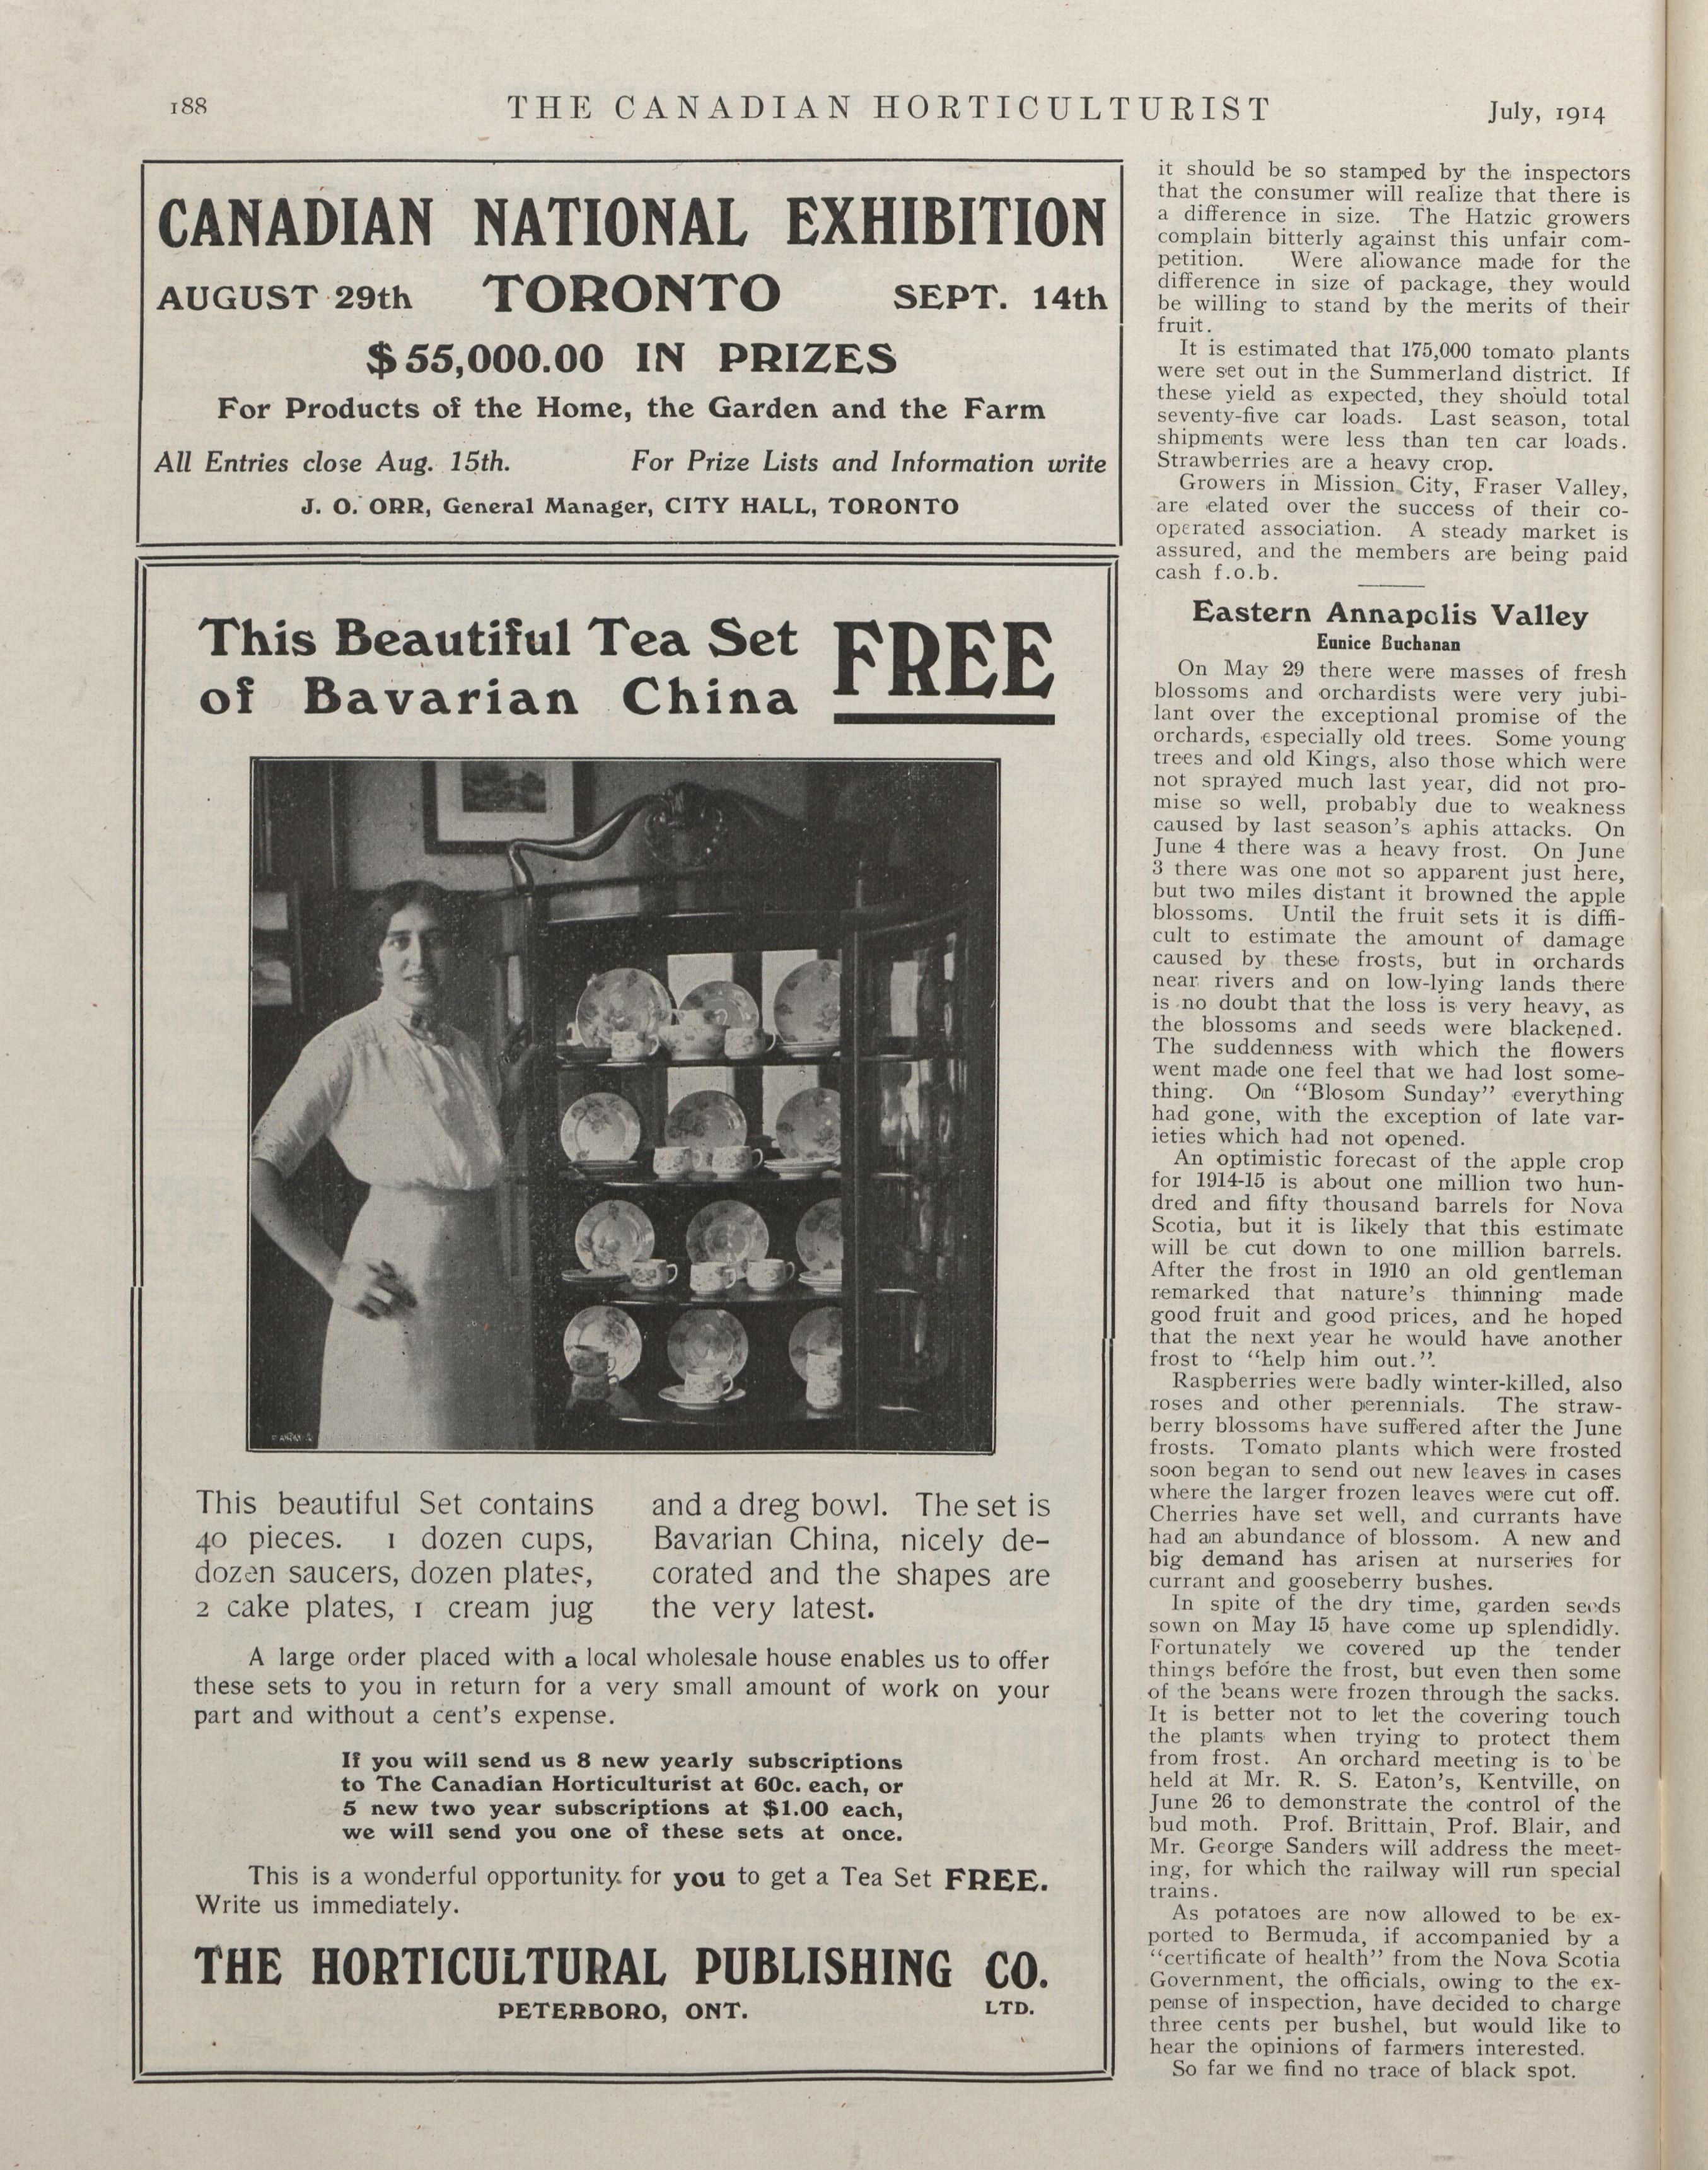 188
THE CANADIAN HORTICULTURIST
July, 1914
CANADIAN NATIONAL EXHIBITION
AUGUST 29th TORONTO SEPT. 14th
$55,000.00 IN PRIZES
For Products of the Home, the Garden and the Farm
All Entries close Aug. 15th. For Prize Lists and Information write
J. O. ORR, General Manager, CITY HALL, TORONTO
This Beautiful Tea Set
of Bavarian China
FREE
This beautiful Set contains
40 pieces. 1 dozen cups,
dozen saucers, dozen plates,
2 cake plates, 1 cream jug
and a dreg bowl. The set is
Bavarian China, nicely de-
corated and the shapes are
the very latest.
A large order placed with a local wholesale house enables us to offer
these sets to you in return for a very small amount of work on your
part and without a cent's expense.
If you will send us 8 new yearly subscriptions
to The Canadian Horticulturist at 60c. each, or
5 new two year subscriptions at $1.00 each,
we will send you one of these sets at once.
This is a wonderful opportunity for you to get a Tea Set FREE.
Write us immediately.
THE HORTICULTURAL PUBLISHING CO.
PETERBORO, ONT. LTD.
it should be so stamped by the inspectors
that the consumer will realize that there is
a difference in size. The Hatzic growers
complain bitterly against this unfair com-
petition. Were allowance made for the
difference in size of package, they would
be willing to stand by the merits of their
fruit.
It is estimated that 175,000 tomato plants
were set out in the Summerland district. If
these yield as expected, they should total
seventy-five car loads. Last season, total
shipments were less than ten car loads.
Strawberries are a heavy crop.
Growers in Mission City, Fraser Valley,
are elated over the success of their co-
operated association. A steady market is
assured, and the members are being paid
cash f.o.b.
Eastern Annapolis Valley
Eunice Buchanan
On May 29 there were masses of fresh
blossoms and orchardists were very jubi-
lant over the exceptional promise of the
orchards, especially old trees. Some young
trees and old Kings, also those which were
not sprayed much last year, did not pro-
mise so well, probably due to weakness
caused by last season's aphis attacks. On
June 4 there was a heavy frost. On June
3 there was one not so apparent just here,
but two miles distant it browned the apple
blossoms. Until the fruit sets it is diffi-
cult to estimate the amount of damage
caused by these frosts, but in orchards
near rivers and on low-lying lands there
is no doubt that the loss is very heavy, as
the blossoms and seeds were blackened.
The suddenness with which the flowers
went made one feel that we had lost some-
thing. On "Blosom Sunday" everything
had gone, with the exception of late var-
ieties which had not opened.
An optimistic forecast of the apple crop
for 1914-15 is about one million two hun-
dred and fifty thousand barrels for Nova
Scotia, but it is likely that this estimate
will be cut down to one million barrels.
After the frost in 1910 an old gentleman
remarked that nature's thinning made
good fruit and good prices, and he hoped
that the next year he would have another
frost to "help him out.".
Raspberries were badly winter-killed, also
roses and other perennials. The straw-
berry blossoms have suffered after the June
frosts. Tomato plants which were frosted
soon began to send out new leaves in cases
where the larger frozen leaves were cut off.
Cherries have set well, and currants have
had an abundance of blossom. A new and
big demand has arisen at nurseries for
currant and gooseberry bushes.
In spite of the dry time, garden seeds
sown on May 15 have come up splendidly.
Fortunately we covered up the tender
things before the frost, but even then some
of the beans were frozen through the sacks.
It is better not to let the covering touch
the plants when trying to protect them
from frost. An orchard meeting is to be
held at Mr. R. S. Eaton's, Kentville, on
June 26 to demonstrate the control of the
bud moth. Prof. Brittain, Prof. Blair, and
Mr. George Sanders will address the meet-
ing, for which the railway will run special
trains.
As potatoes are now allowed to be ex-
ported to Bermuda, if accompanied by a
"certificate of health" from the Nova Scotia
Government, the officials, owing to the ex-
pense of inspection, have decided to charge
three cents per bushel, but would like to
hear the opinions of farmers interested.
So far we find no trace of black spot.